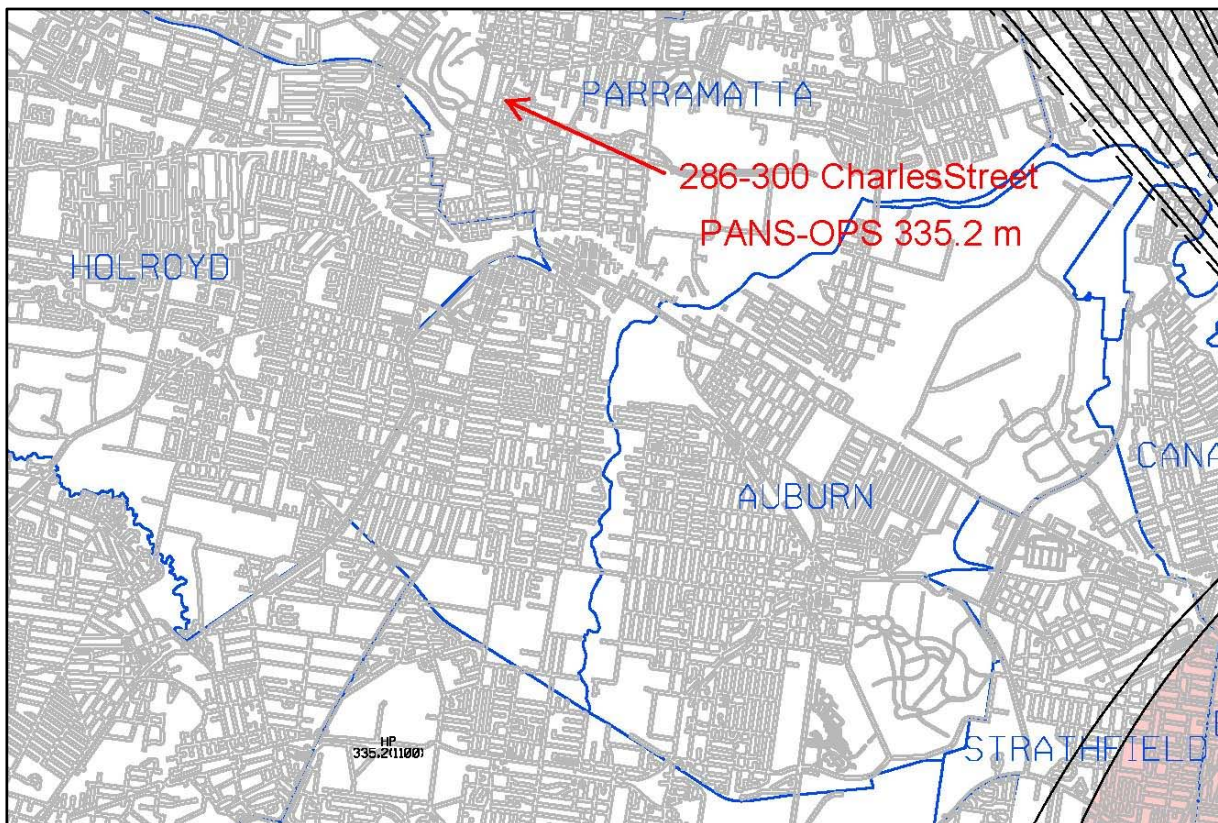 PARRAMATTA
286-300 CharlesStreet
PANS-OPS 335.2 m
HOLROYD
CANA
AUBURN
HP
335.2(1100)
STRATHFIELD